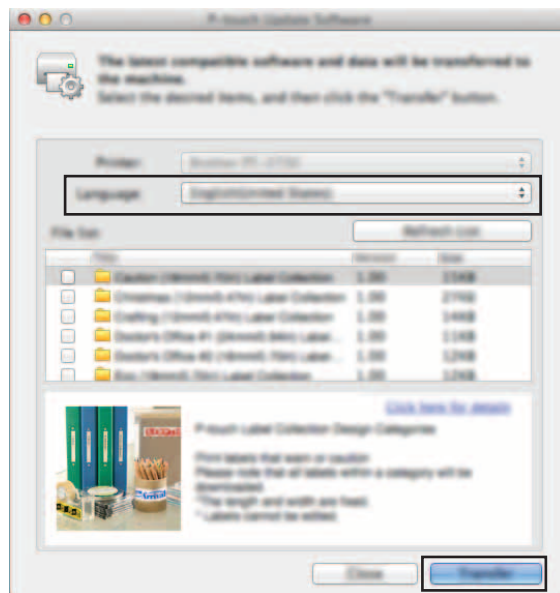 P-touch Update Software
The latest compatible software and data will be transferred to
the machine.
Select the desired items, and then click the "Transfer" button.
Printer:
Language: English(United States)
File list: Refresh List
Title Version Size
Caution (18mm/0.70in) Label Collection 1.00
Christmas (12mm/0.47in) Label Collection 1.00
Crafting (12mm/0.47in) Label Collection 1.00
Doctor's Office #1 (24mm/0.94in) Label... 1.00
Doctor's Office #2 (18mm/0.70in) Label... 1.00
Label Collection 1.00
Click here for details
P-touch Label Collection Design Categories
Print labels that warn or caution
Please note that all labels within a category will be
downloaded.
*The length and width are fixed.
* Labels cannot be edited.
Close Transfer